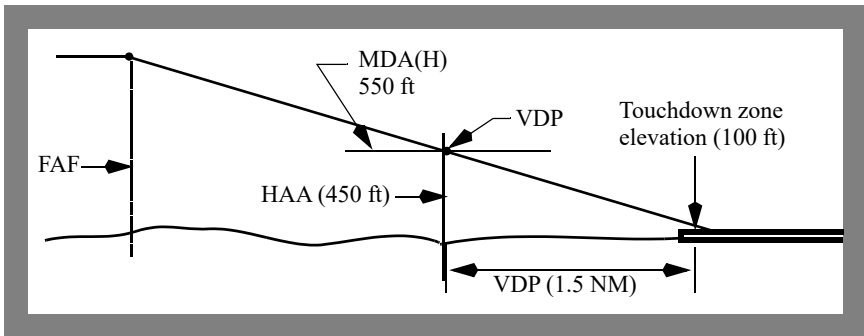 MDA(H)
550 ft
VDP
Touchdown zone
elevation (100 ft)
FAF
HAA (450 ft)
VDP (1.5 NM)